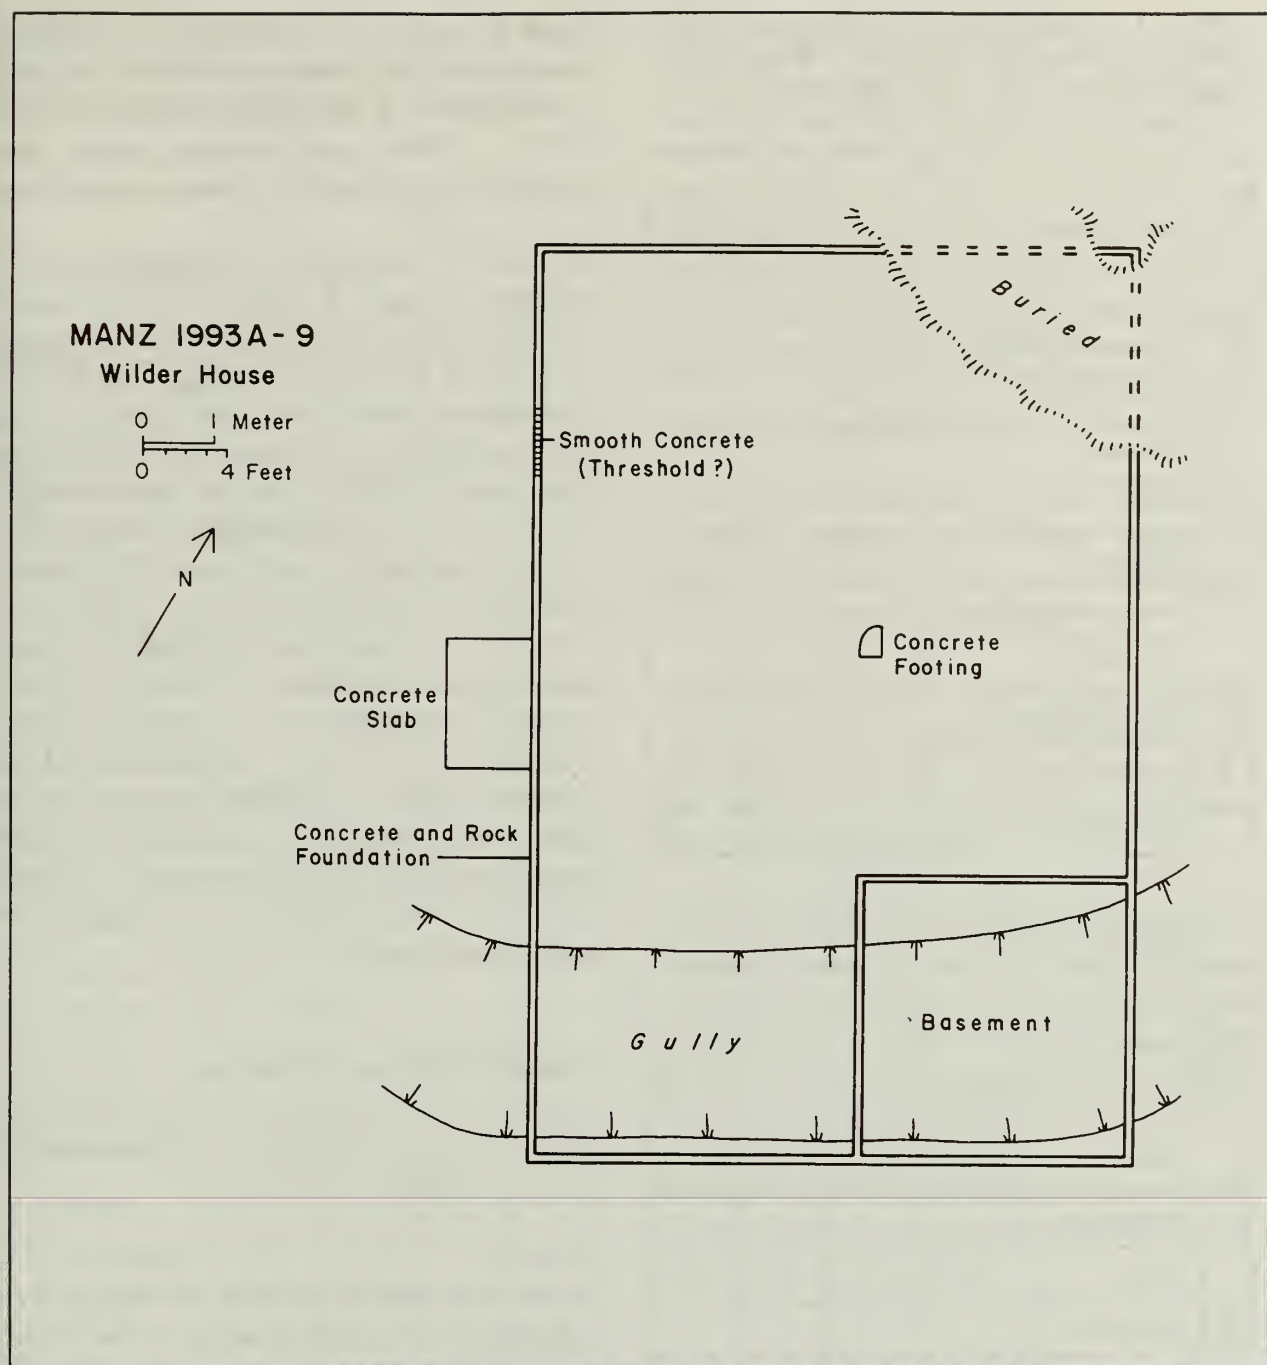 MANZ 1993A-9
Wilder House
0 1 Meter
0 4 Feet
N
Buried
Smooth Concrete
(Threshold?)
Concrete
Footing
Concrete
Slab
Concrete and Rock
Foundation
Gully
Basement